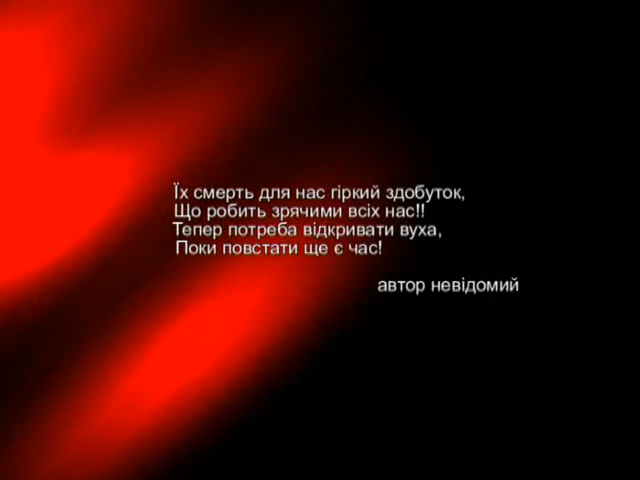 Їх смерть для нас гіркий здобуток,
Що робить зрячими всіх нас!!
Тепер потреба відкривати вуха,
Поки повстати ще є час!
автор невідомий